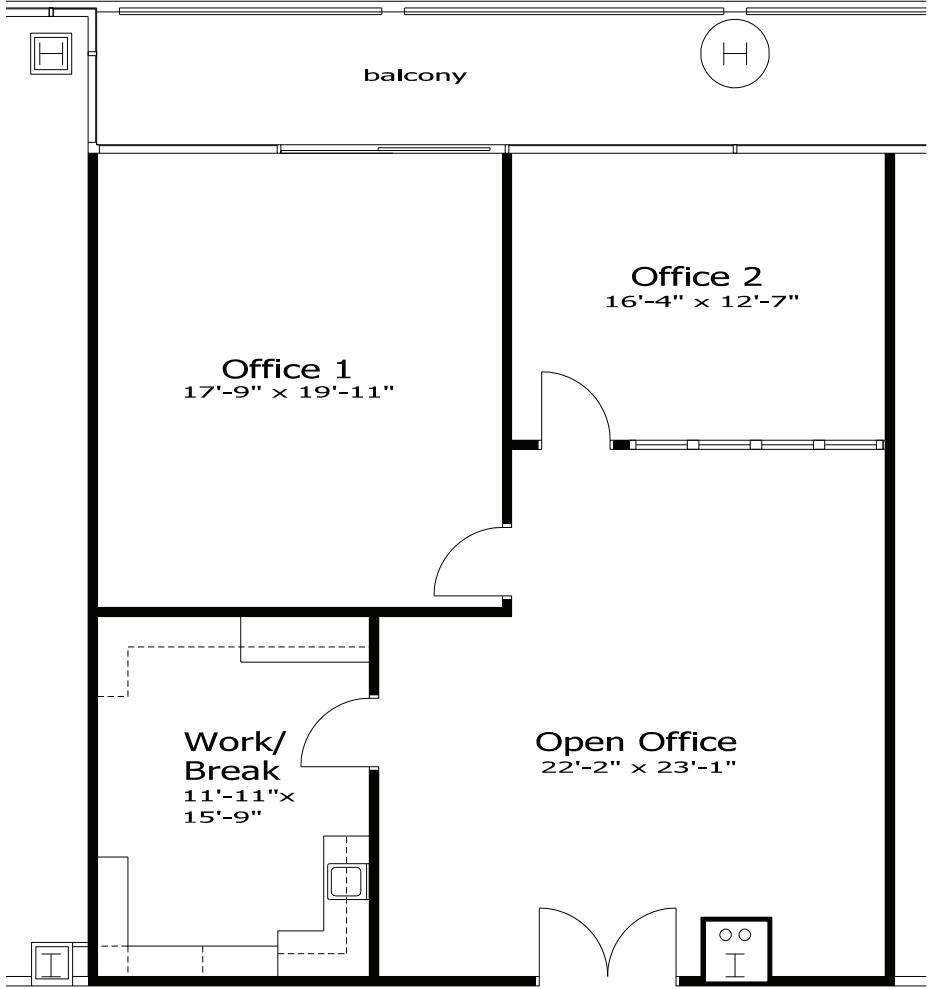 balcony
Office 1
17'-9" x 19'-11"
Office 2
16'-4" x 12'-7"
Work/
Break
11'-11"x
15'-9"
Open Office
22'-2" x 23'-1"